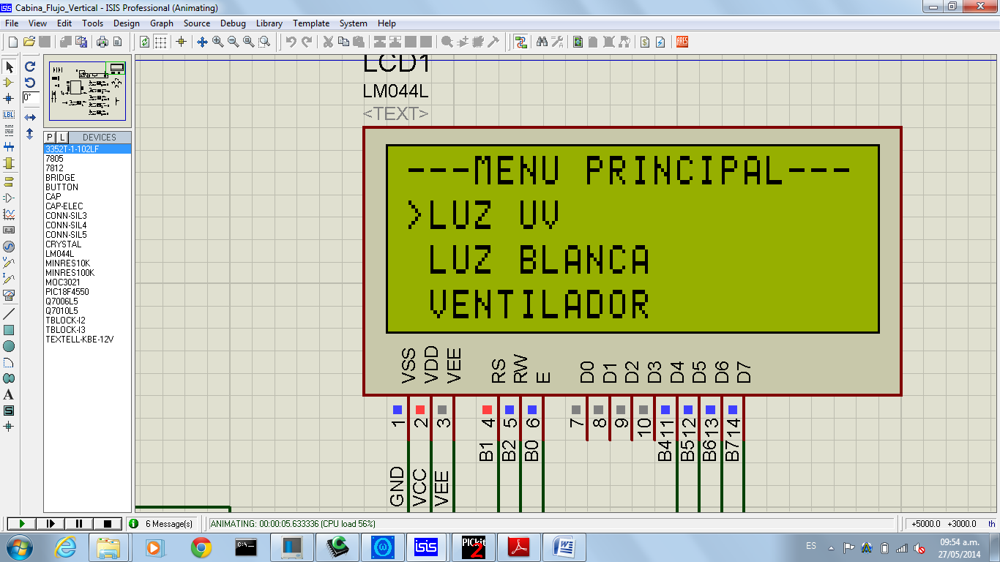 Cabina_Flujo_Vertical - ISIS Professional (Animating)
File View Edit Tools Design Graph Source Debug Library Template System Help
LCD1
LM044L
<TEXT>
0°
LBL
P L DEVICES
3352T-1-102LF
7805
7812
BRIDGE
BUTTON
CAP
CAP-ELEC
CONN-SIL3
CONN-SIL4
CONN-SIL5
CRYSTAL
LM044L
MINRES10K
MINRES100K
MOC3021
PIC18F4550
Q7006L5
Q7010L5
TBLOCK-I2
TBLOCK-I3
TEXTELL-KBE-12V
A
S
---MENU PRINCIPAL---
>LUZ UV
LUZ BLANCA
VENTILADOR
VSS VDD VEE RS RW E D0 D1 D2 D3 D4 D5 D6 D7
1 2 3 4 5 6 7 8 9 10 11 12 13 14
B1 B2 B0 B4 B5 B6 B7
GND VCC VEE
6 Message(s) ANIMATING: 00:00:05.633336 (CPU load 56%) +5000.0 +3000.0 th
isis PICkit 2 ES 09:54 a.m.
27/05/2014